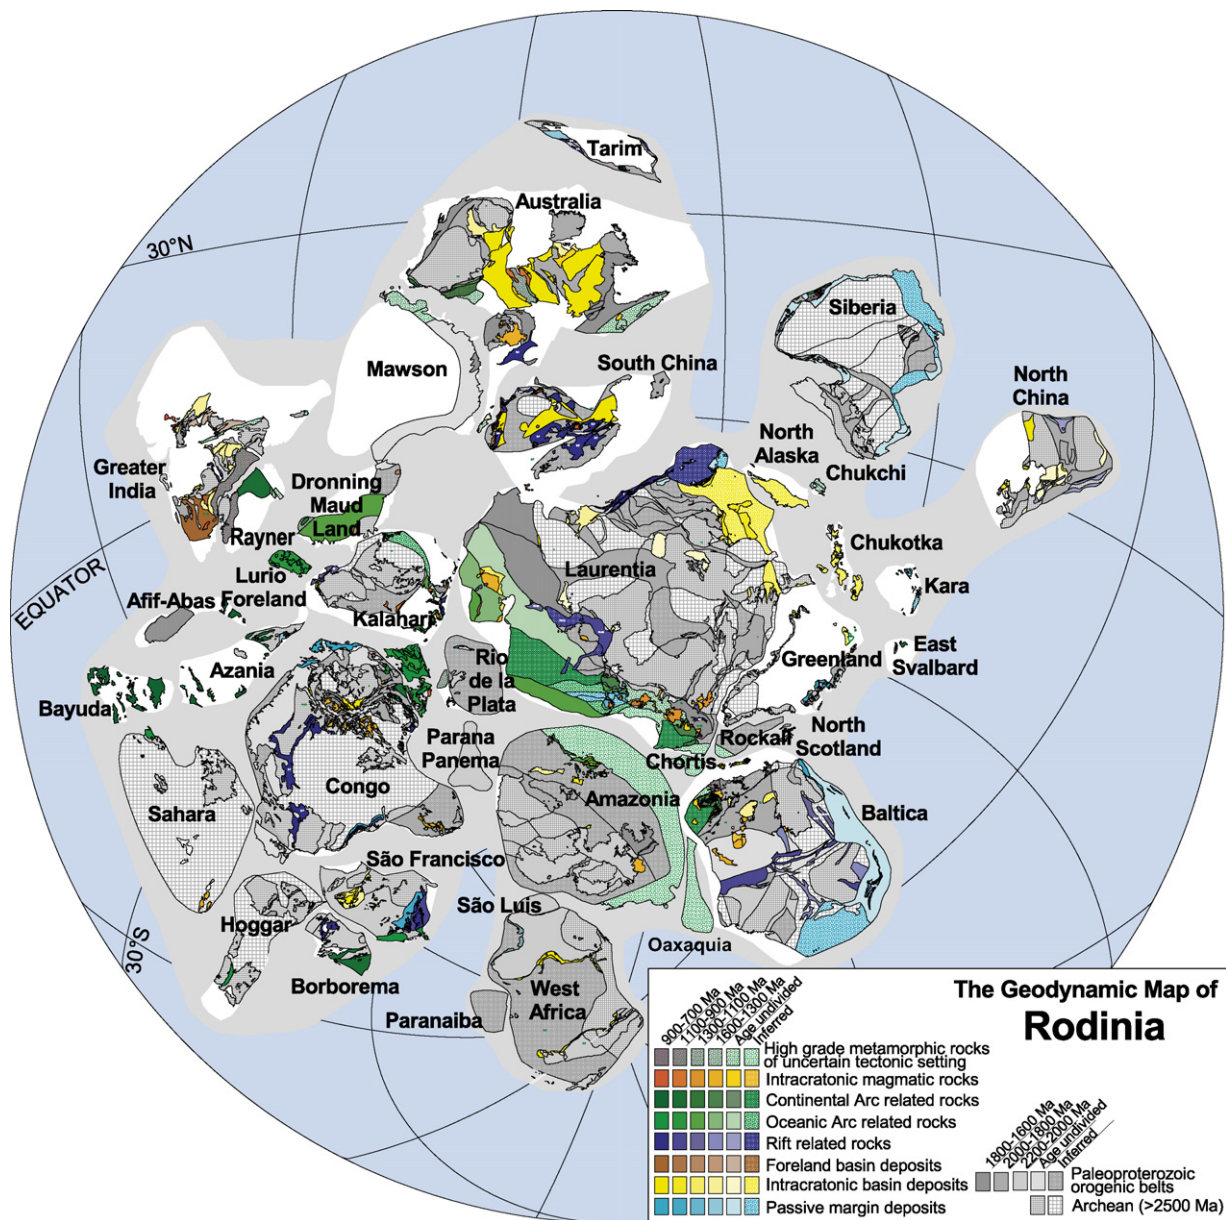 Tarim
Australia
30°N
Siberia
Mawson
South China
North
China
North
Alaska
Chukchi
Greater
India
Dronning
Maud
Land
Rayner
Laurentia
Chukotka
Lurio
Foreland
Kara
EQUATOR
Afif-Abas
Kalahari
Azania
Rio
de la
Plata
Greenland
East
Svalbard
Bayuda
Parana
Panema
Rockall
North
Scotland
Chortis
Congo
Amazonia
Sahara
Baltica
São Francisco
São Luis
Hoggar
Oaxaquia
30°S
Borborema
West
Africa
Paranaiba
The Geodynamic Map of
Rodinia
900-700 Ma
1100-900 Ma
1300-1100 Ma
1600-1300 Ma
Age undivided
Inferred
High grade metamorphic rocks
of uncertain tectonic setting
Intracratonic magmatic rocks
Continental Arc related rocks
Oceanic Arc related rocks
Rift related rocks
Foreland basin deposits
Intracratonic basin deposits
Passive margin deposits
1800-1600 Ma
2000-1800 Ma
2200-2000 Ma
Age undivided
Inferred
Paleoproterozoic
orogenic belts
Archean (>2500 Ma)